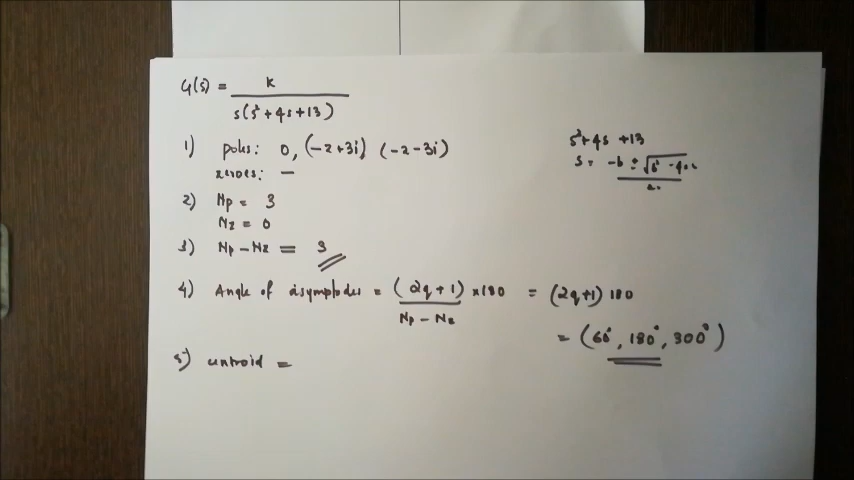 G(s) = K / s(s²+4s+13)
1) poles: 0, (-2+3i) (-2-3i)
zeroes: —
s²+4s +13
s = -b ± √b² -4ac / 2a
2) Np = 3
Nz = 0
3) Np - Nz = 3
4) Angle of asymplodes = (2q+1) x180 / Np - Nz = (2q+1) 180
= (60°, 180°, 300°)
5) centroid =